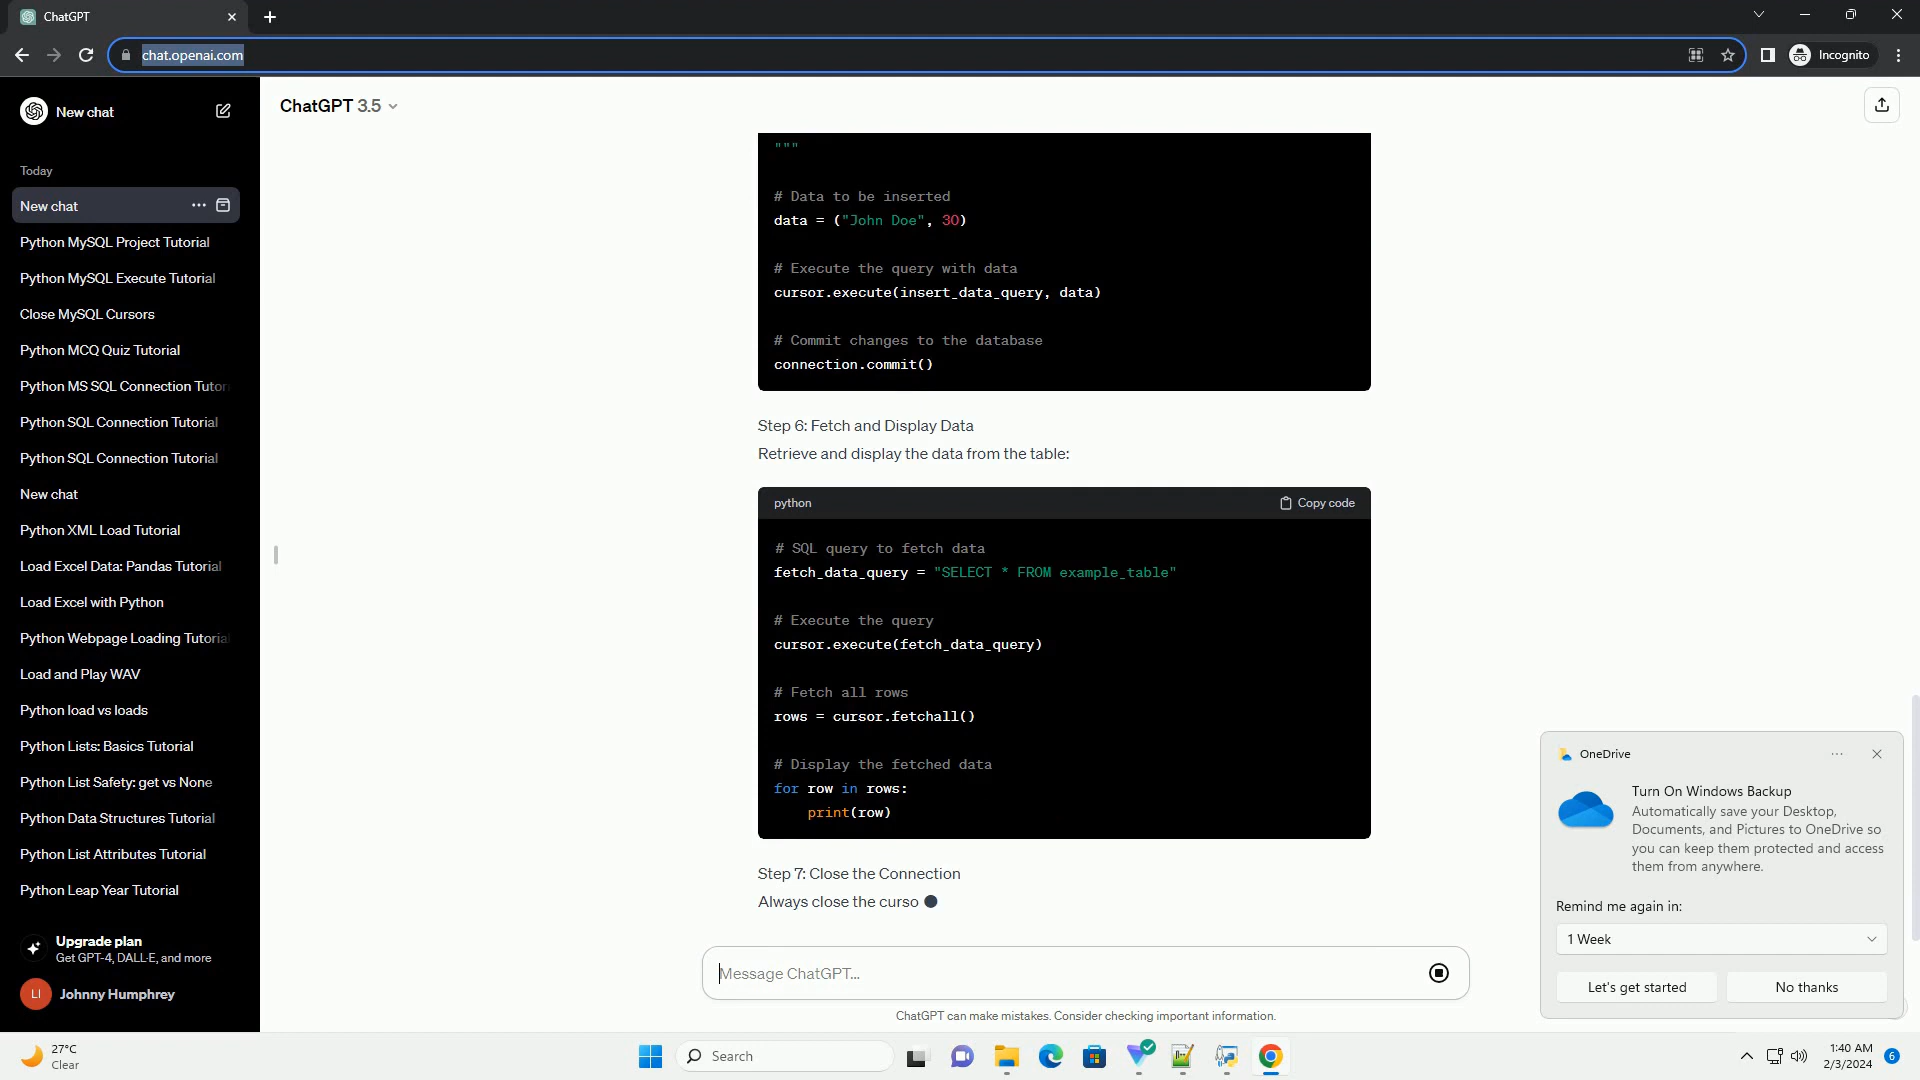 ChatGPT
chat.openai.com
Incognito
New chat
ChatGPT 3.5
Today
New chat
Python MySQL Project Tutorial
Python MySQL Execute Tutorial
Close MySQL Cursors
Python MCQ Quiz Tutorial
Python MS SQL Connection Tutor
Python SQL Connection Tutorial
Python SQL Connection Tutorial
New chat
Python XML Load Tutorial
Load Excel Data: Pandas Tutorial
Load Excel with Python
Python Webpage Loading Tutorial
Load and Play WAV
Python load vs loads
Python Lists: Basics Tutorial
Python List Safety: get vs None
Python Data Structures Tutorial
Python List Attributes Tutorial
Python Leap Year Tutorial
Upgrade plan
Get GPT-4, DALL·E, and more
LI
Johnny Humphrey
"""
# Data to be inserted
data = ("John Doe", 30)
# Execute the query with data
cursor.execute(insert_data_query, data)
# Commit changes to the database
connection.commit()
Step 6: Fetch and Display Data
Retrieve and display the data from the table:
python
Copy code
# SQL query to fetch data
fetch_data_query = "SELECT * FROM example_table"
# Execute the query
cursor.execute(fetch_data_query)
# Fetch all rows
rows = cursor.fetchall()
# Display the fetched data
for row in rows:
print(row)
Step 7: Close the Connection
Always close the curso
Message ChatGPT...
ChatGPT can make mistakes. Consider checking important information.
OneDrive
Turn On Windows Backup
Automatically save your Desktop,
Documents, and Pictures to OneDrive so
you can keep them protected and access
them from anywhere.
Remind me again in:
1 Week
Let's get started
No thanks
27°C
Clear
Search
1:40 AM
2/3/2024
6